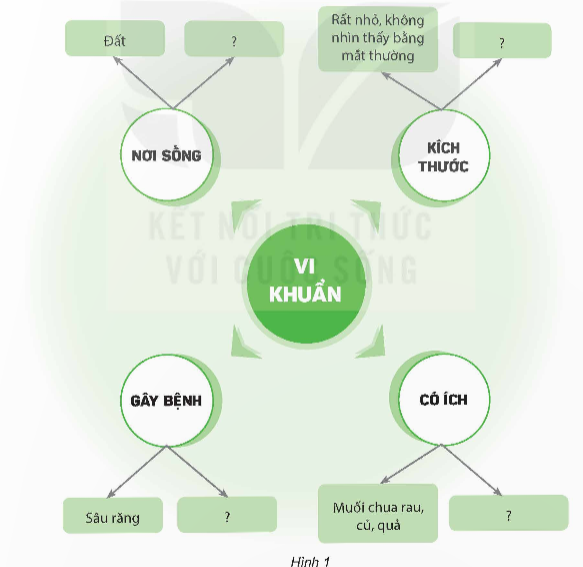 Đất
?
Rất nhỏ, không
nhìn thấy bằng
mắt thường
?
NƠI SỐNG
KÍCH
THƯỚC
KẾT NỐI TRI THỨC
VỚI CUỘC SỐNG
VI
KHUẨN
GÂY BỆNH
CÓ ÍCH
Sâu răng
?
Muối chua rau,
củ, quả
?
Hình 1